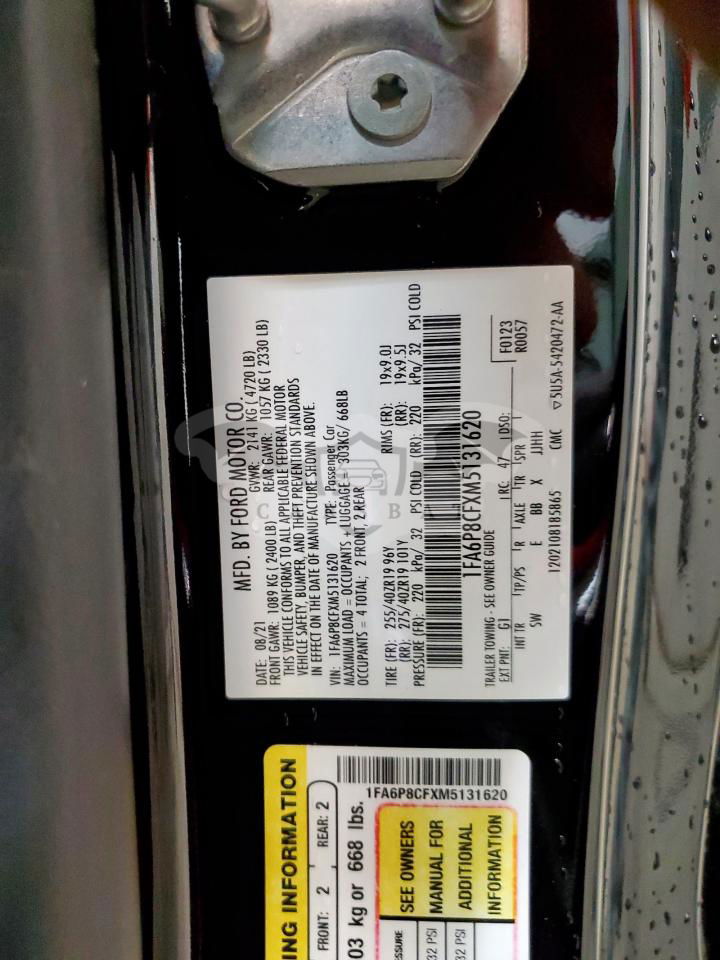 MFD. BY FORD MOTOR CO.
DATE: 08/21 GVWR: 2141 KG ( 4720 LB)
FRONT GAWR: 1089 KG ( 2400 LB) REAR GAWR: 1057 KG ( 2330 LB)
THIS VEHICLE CONFORMS TO ALL APPLICABLE FEDERAL MOTOR
VEHICLE SAFETY, BUMPER, AND THEFT PREVENTION STANDARDS
IN EFFECT ON THE DATE OF MANUFACTURE SHOWN ABOVE.
VIN: 1FA6P8CFXM5131620 TYPE: Passenger Car
MAXIMUM LOAD = OCCUPANTS + LUGGAGE = 303KG/ 668LB
OCCUPANTS = 4 TOTAL; 2 FRONT, 2 REAR
TIRE (FR): 255/40ZR19 96Y RIMS (FR): 19x9.0J
(RR): 275/40ZR19 101Y (RR): 19x9.5J
PRESSURE (FR): 220 kPa/ 32 PSI COLD (RR): 220 kPa/ 32 PSI COLD
1FA6P8CFXM5131620
TRAILER TOWING - SEE OWNER GUIDE
F0123
R0057
EXT PNT: G1 RC: 47 DSO:
INT TR TP/PS R AXLE TR SPR
SW E BB X JJHH
1202108185865 CMC ▽5U5A-5420472-AA
ING INFORMATION
FRONT: 2 REAR: 2
03 kg or 668 lbs.
1FA6P8CFXM5131620
SEE OWNERS
MANUAL FOR
ADDITIONAL
INFORMATION
32 PSI
32 PSI